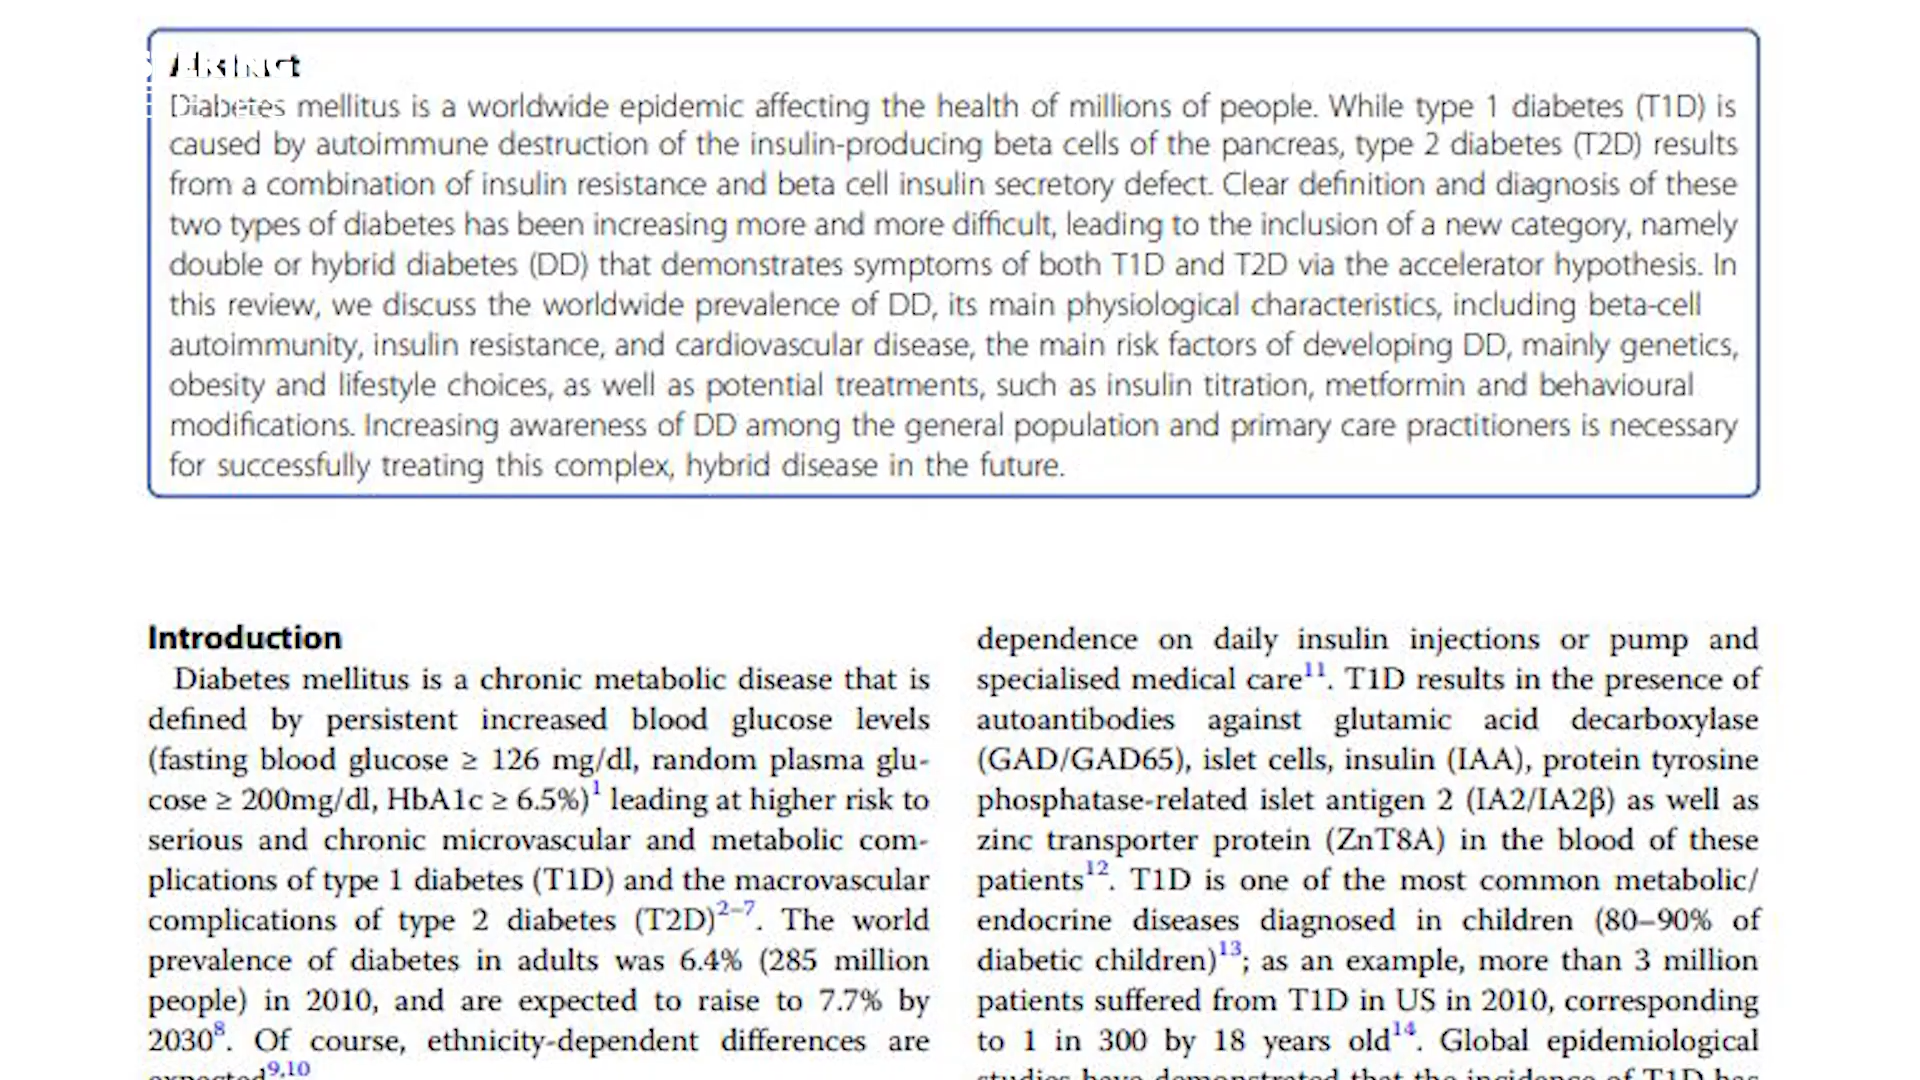 Diabetes mellitus is a worldwide epidemic affecting the health of millions of people. While type 1 diabetes (T1D) is
caused by autoimmune destruction of the insulin-producing beta cells of the pancreas, type 2 diabetes (T2D) results
from a combination of insulin resistance and beta cell insulin secretory defect. Clear definition and diagnosis of these
two types of diabetes has been increasing more and more difficult, leading to the inclusion of a new category, namely
double or hybrid diabetes (DD) that demonstrates symptoms of both T1D and T2D via the accelerator hypothesis. In
this review, we discuss the worldwide prevalence of DD, its main physiological characteristics, including beta-cell
autoimmunity, insulin resistance, and cardiovascular disease, the main risk factors of developing DD, mainly genetics,
obesity and lifestyle choices, as well as potential treatments, such as insulin titration, metformin and behavioural
modifications. Increasing awareness of DD among the general population and primary care practitioners is necessary
for successfully treating this complex, hybrid disease in the future.
Introduction
Diabetes mellitus is a chronic metabolic disease that is
defined by persistent increased blood glucose levels
(fasting blood glucose ≥ 126 mg/dl, random plasma glu-
cose ≥ 200mg/dl, HbA1c ≥ 6.5%)1 leading at higher risk to
serious and chronic microvascular and metabolic com-
plications of type 1 diabetes (T1D) and the macrovascular
complications of type 2 diabetes (T2D)2–7. The world
prevalence of diabetes in adults was 6.4% (285 million
people) in 2010, and are expected to raise to 7.7% by
20308. Of course, ethnicity-dependent differences are
expected9,10
dependence on daily insulin injections or pump and
specialised medical care11. T1D results in the presence of
autoantibodies against glutamic acid decarboxylase
(GAD/GAD65), islet cells, insulin (IAA), protein tyrosine
phosphatase-related islet antigen 2 (IA2/IA2β) as well as
zinc transporter protein (ZnT8A) in the blood of these
patients12. T1D is one of the most common metabolic/
endocrine diseases diagnosed in children (80–90% of
diabetic children)13; as an example, more than 3 million
patients suffered from T1D in US in 2010, corresponding
to 1 in 300 by 18 years old14. Global epidemiological
studies have demonstrated that the incidence of T1D has